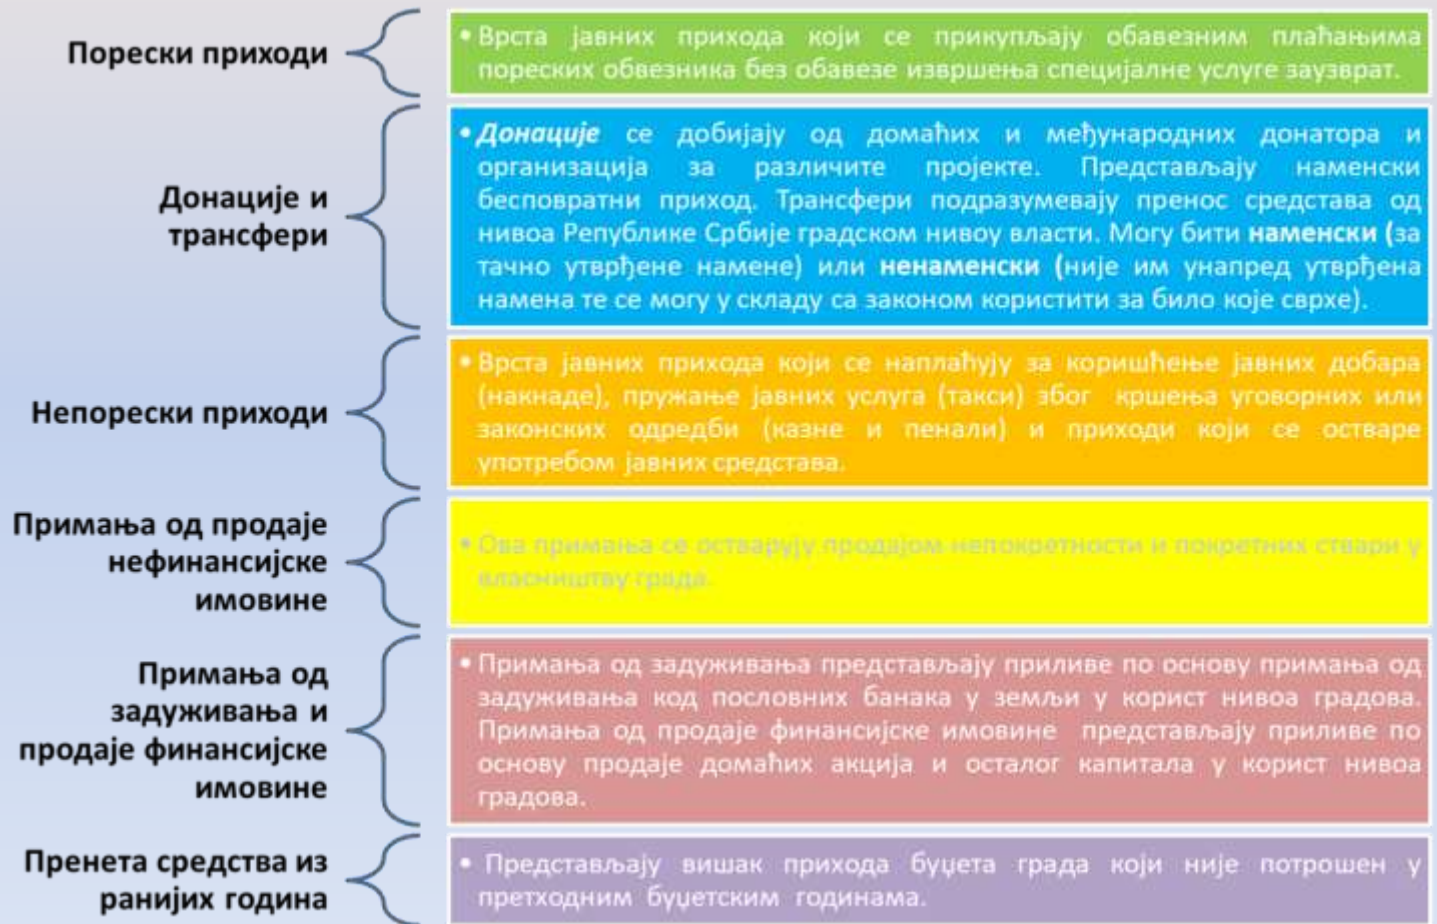 Порески приходи
• Врста јавних прихода који се прикупљају обавезним плаћањима
пореских обвезника без обавезе извршења специјалне услуге заузврат.
Донације и
трансфери
• Донације се добијају од домаћих и међународних донатора и
организација за различите пројекте. Представљају наменски
бесповратни приход. Трансфери подразумевају пренос средстава од
нивоа Републике Србије градском нивоу власти. Могу бити наменски (за
тачно утврђене намене) или ненаменски (није им унапред утврђена
намена те се могу у складу са законом користити за било које сврхе).
Непорески приходи
• Врста јавних прихода који се наплаћују за коришћење јавних добара
(накнаде), пружање јавних услуга (такси) због кршења уговорних или
законских одредби (казне и пенали) и приходи који се остваре
употребом јавних средстава.
Примања од продаје
нефинансијске
имовине
• Ова примања се остварују продајом непокретности и покретних ствари у
власништву града.
Примања од
задуживања и
продаје финансијске
имовине
• Примања од задуживања представљају приливе по основу примања од
задуживања код пословних банака у земљи у корист нивоа градова.
Примања од продаје финансијске имовине представљају приливе по
основу продаје домаћих акција и осталог капитала у корист нивоа
градова.
Пренета средства из
ранијих година
• Представљају вишак прихода буџета града који није потрошен у
претходним буџетским годинама.